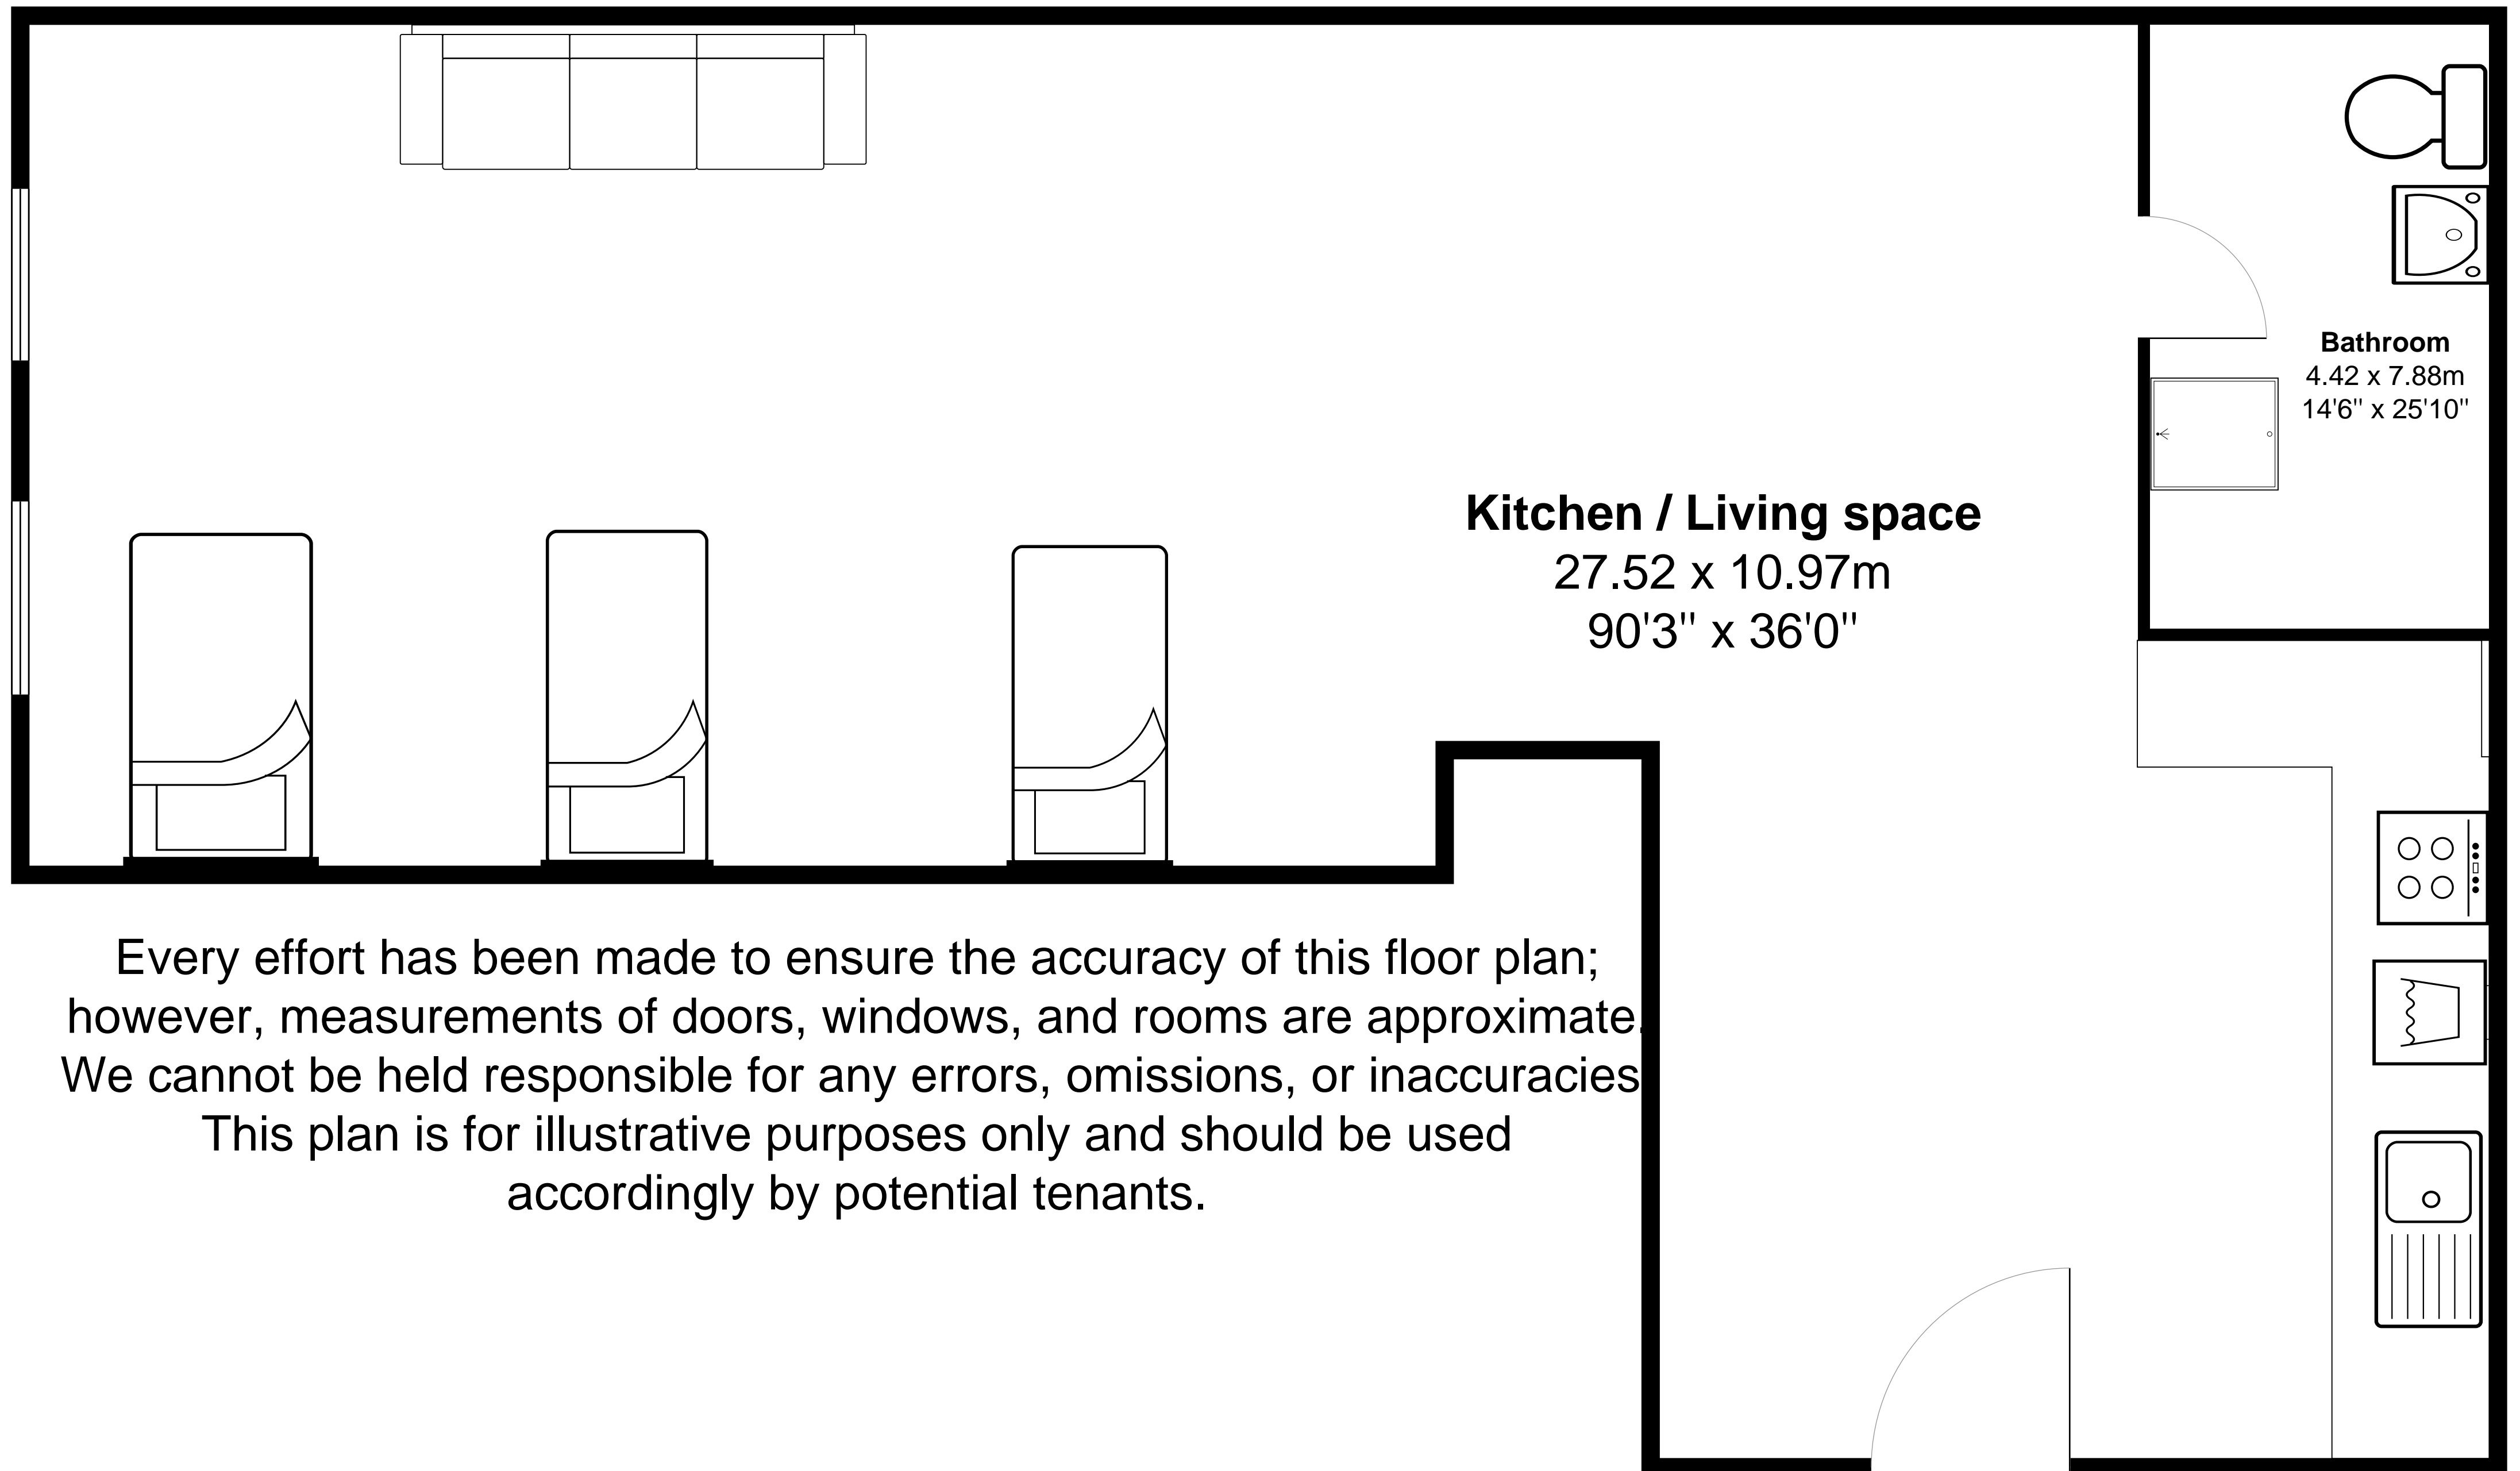 Bathroom
4.42 x 7.88m
14'6" x 25'10"
Kitchen / Living space
27.52 x 10.97m
90'3" x 36'0"
Every effort has been made to ensure the accuracy of this floor plan;
however, measurements of doors, windows, and rooms are approximate.
We cannot be held responsible for any errors, omissions, or inaccuracies
This plan is for illustrative purposes only and should be used
accordingly by potential tenants.